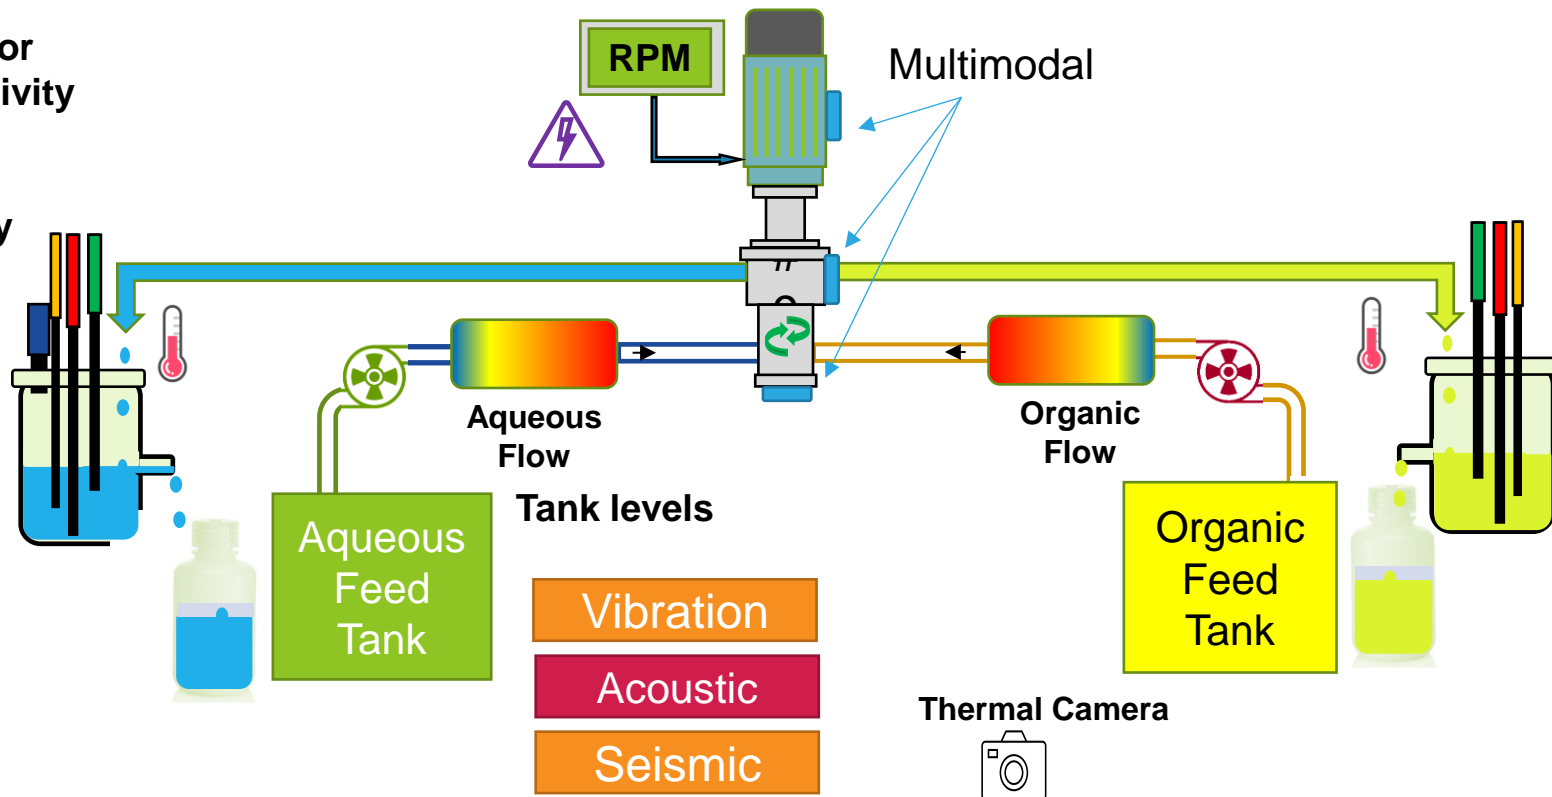 or
ivity
y
RPM
Multimodal
Aqueous
Flow
Organic
Flow
Tank levels
Aqueous
Feed
Tank
Organic
Feed
Tank
Vibration
Acoustic
Seismic
Thermal Camera